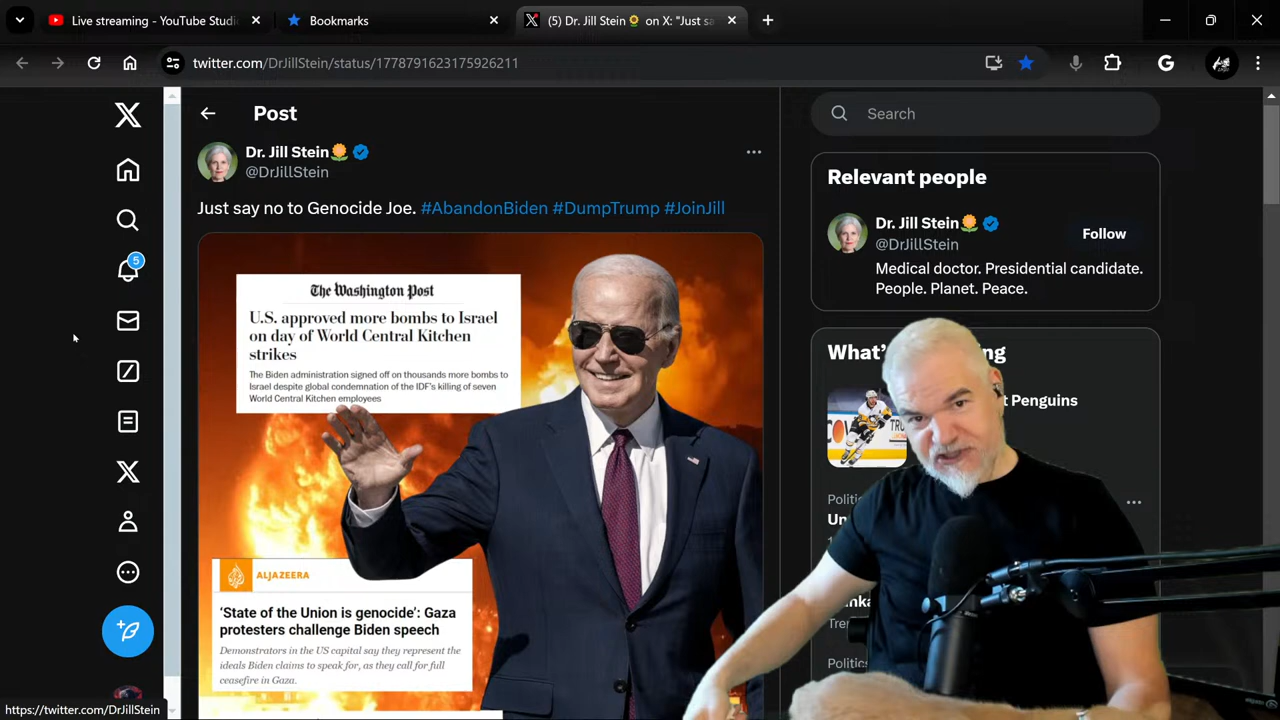 Live streaming - YouTube Studi
Bookmarks
(5) Dr. Jill Stein🌻 on X: "Just sa
twitter.com/DrJillStein/status/1778791623175926211
G
Post
Dr. Jill Stein🌻
@DrJillStein
Just say no to Genocide Joe. #AbandonBiden #DumpTrump #JoinJill
The Washington Post
U.S. approved more bombs to Israel
on day of World Central Kitchen
strikes
The Biden administration signed off on thousands more bombs to
Israel despite global condemnation of the IDF's killing of seven
World Central Kitchen employees
ALJAZEERA
'State of the Union is genocide': Gaza
protesters challenge Biden speech
Demonstrators in the US capital say they represent the
ideals Biden claims to speak for, as they call for full
ceasefire in Gaza.
5
Search
Relevant people
Dr. Jill Stein🌻
@DrJillStein
Follow
Medical doctor. Presidential candidate.
People. Planet. Peace.
What's
ing
t Penguins
Politi
Un
nka
Tre
Politi
https://twitter.com/DrJillStein